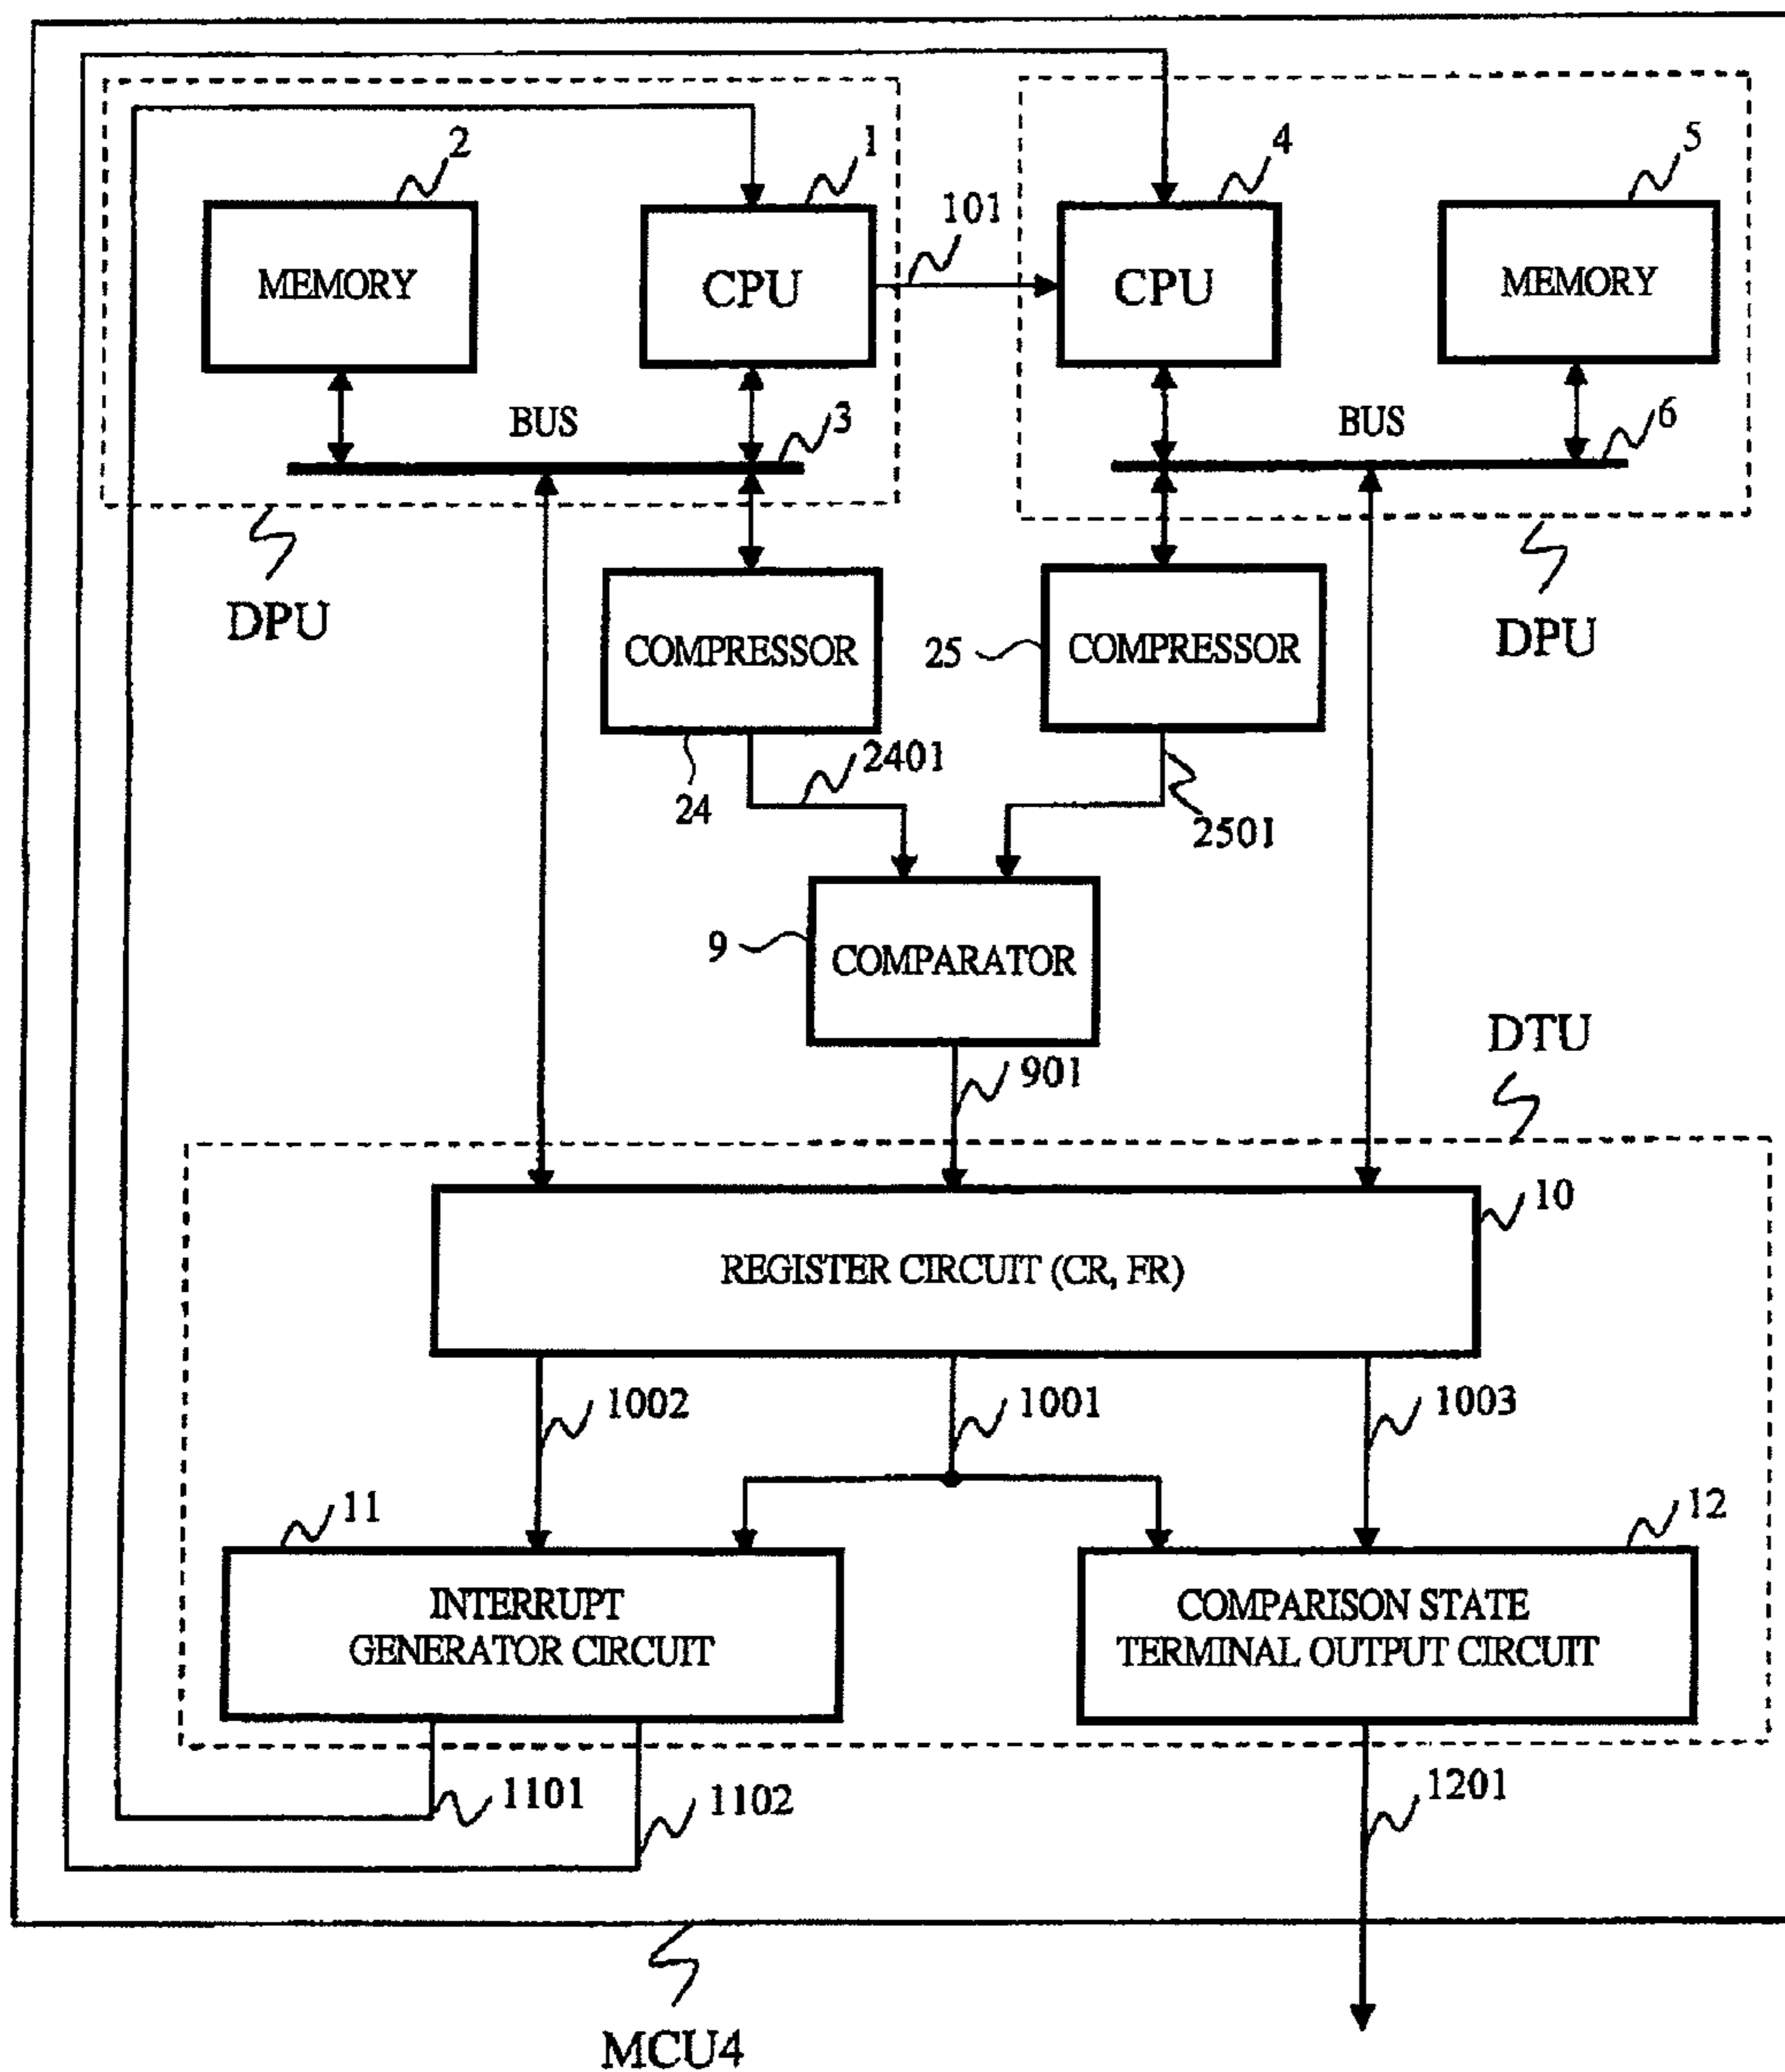 2
1
4
5
101
MEMORY
CPU
CPU
MEMORY
BUS
3
BUS
6
DPU
DPU
COMPRESSOR
25
COMPRESSOR
24
2401
2501
9
COMPARATOR
DTU
901
10
REGISTER CIRCUIT (CR, FR)
1002
1001
1003
11
12
INTERRUPT
GENERATOR CIRCUIT
COMPARISON STATE
TERMINAL OUTPUT CIRCUIT
1101
1102
1201
MCU4